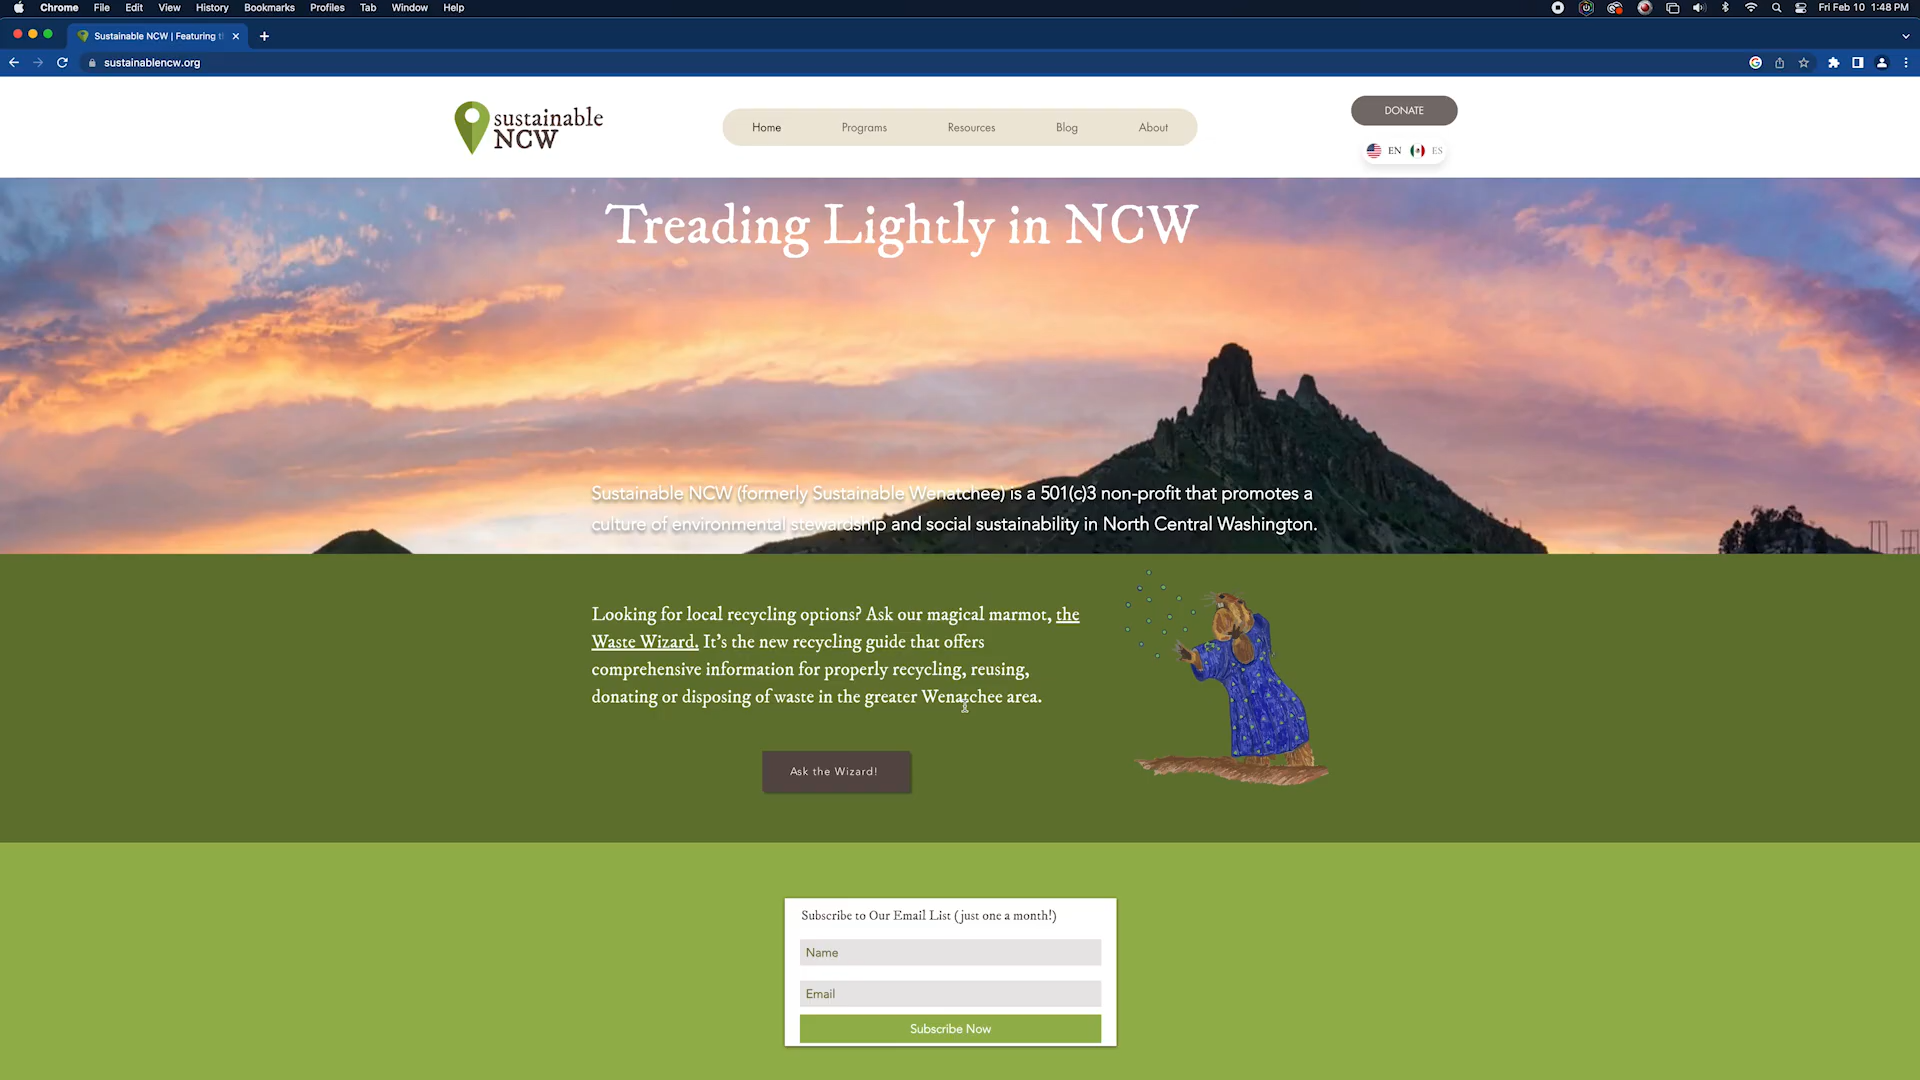 Chrome File Edit View History Bookmarks Profiles Tab Window Help Fri Feb 10 1:48 PM
Sustainable NCW | Featuring t
sustainablencw.org
sustainable
NCW
Home Programs Resources Blog About
DONATE
EN ES
Treading Lightly in NCW
Sustainable NCW (formerly Sustainable Wenatchee) is a 501(c)3 non-profit that promotes a
culture of environmental stewardship and social sustainability in North Central Washington.
Looking for local recycling options? Ask our magical marmot, the
Waste Wizard. It's the new recycling guide that offers
comprehensive information for properly recycling, reusing,
donating or disposing of waste in the greater Wenatchee area.
Ask the Wizard!
Subscribe to Our Email List (just one a month!)
Name
Email
Subscribe Now